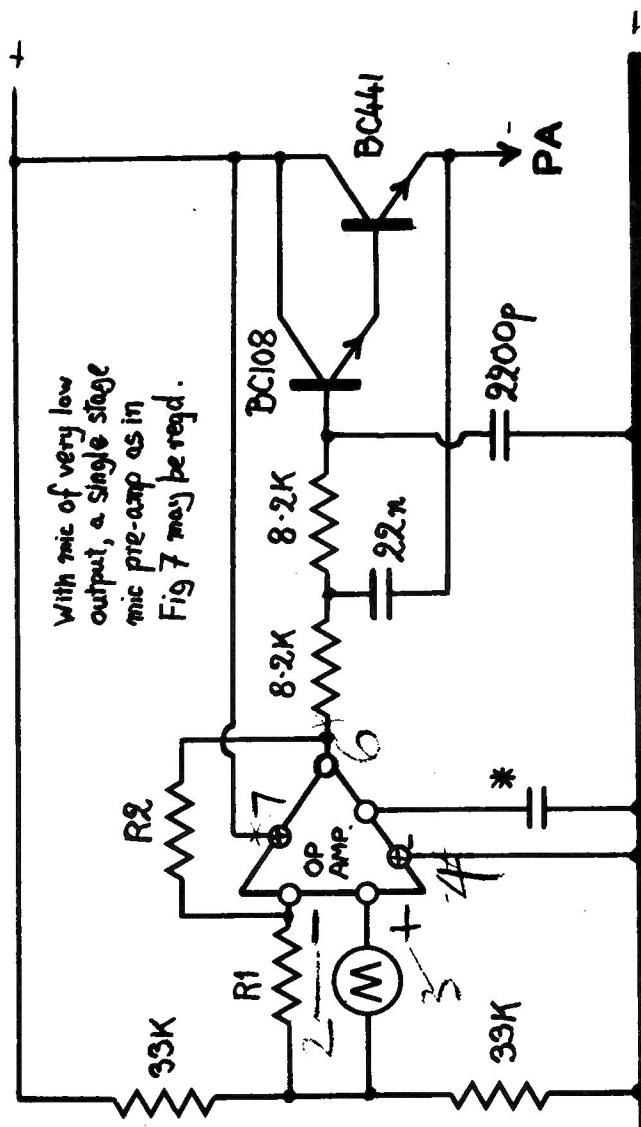 With mic of very low
output, a single stage
mic pre-amp as in
Fig 7 may be reqd.
+
-
33K
33K
R1
R2
2
-
3
+
W
OP
AMP.
7
4
-
6
*
8·2K
8·2K
22n
2200p
BC108
BC441
-
PA